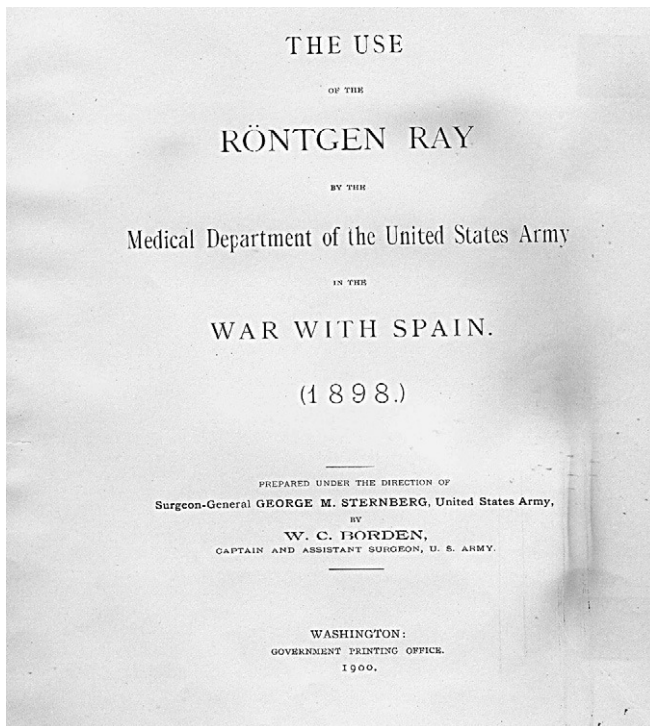 THE USE
OF THE
RÖNTGEN RAY
BY THE
Medical Department of the United States Army
IN THE
WAR WITH SPAIN.
(1898.)
PREPARED UNDER THE DIRECTION OF
Surgeon-General GEORGE M. STERNBERG, United States Army,
BY
W. C. BORDEN,
CAPTAIN AND ASSISTANT SURGEON, U. S. ARMY.
WASHINGTON:
GOVERNMENT PRINTING OFFICE.
1900.